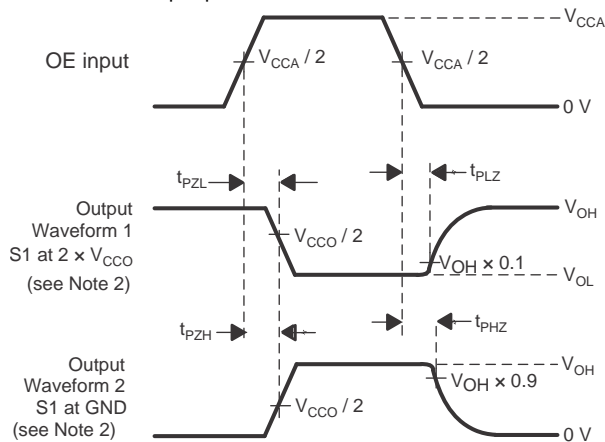 V_CCA
OE input
V_CCA / 2
V_CCA / 2
0 V
t_PZL
t_PLZ
Output
Waveform 1
S1 at 2 × V_CCO
(see Note 2)
V_OH
V_CCO / 2
V_OH × 0.1
V_OL
t_PZH
t_PHZ
Output
Waveform 2
S1 at GND
(see Note 2)
V_OH
V_OH × 0.9
V_CCO / 2
0 V